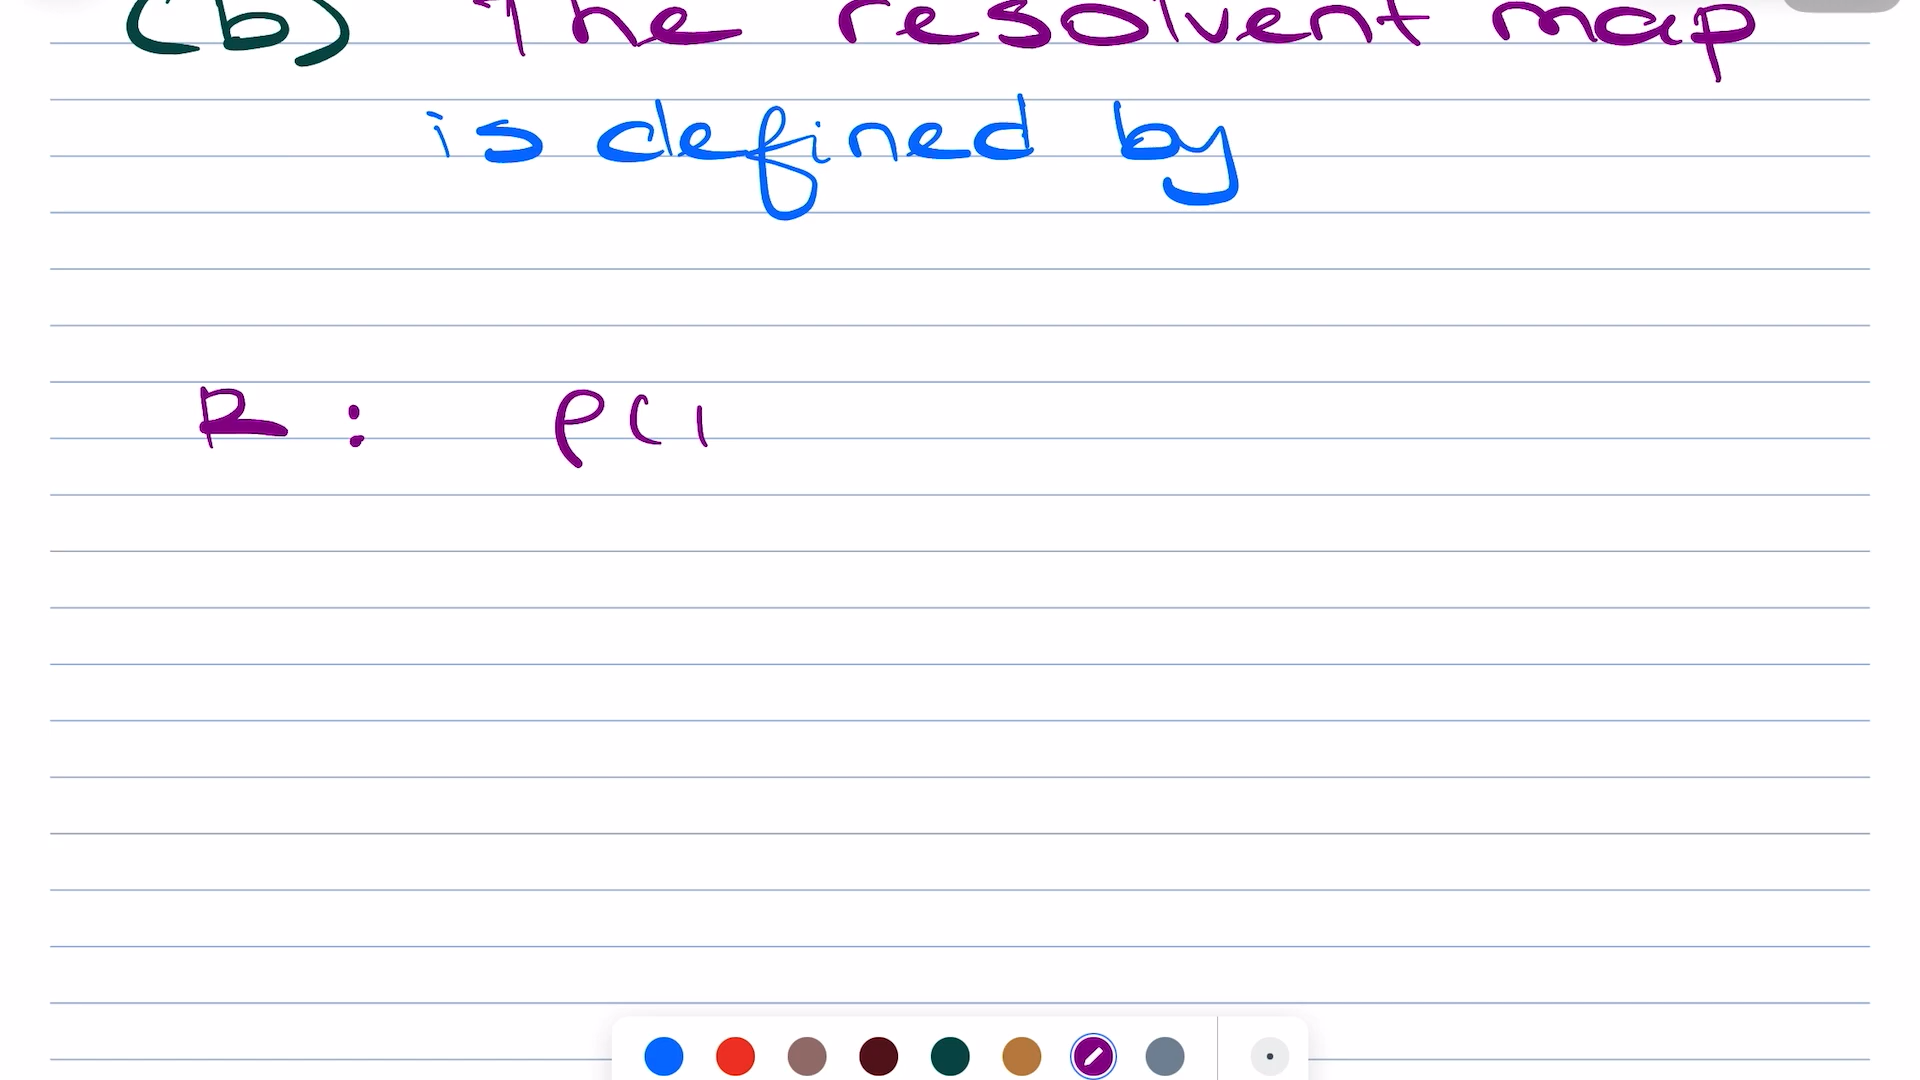 (b) The resolvent map
is defined by
R : ρ(